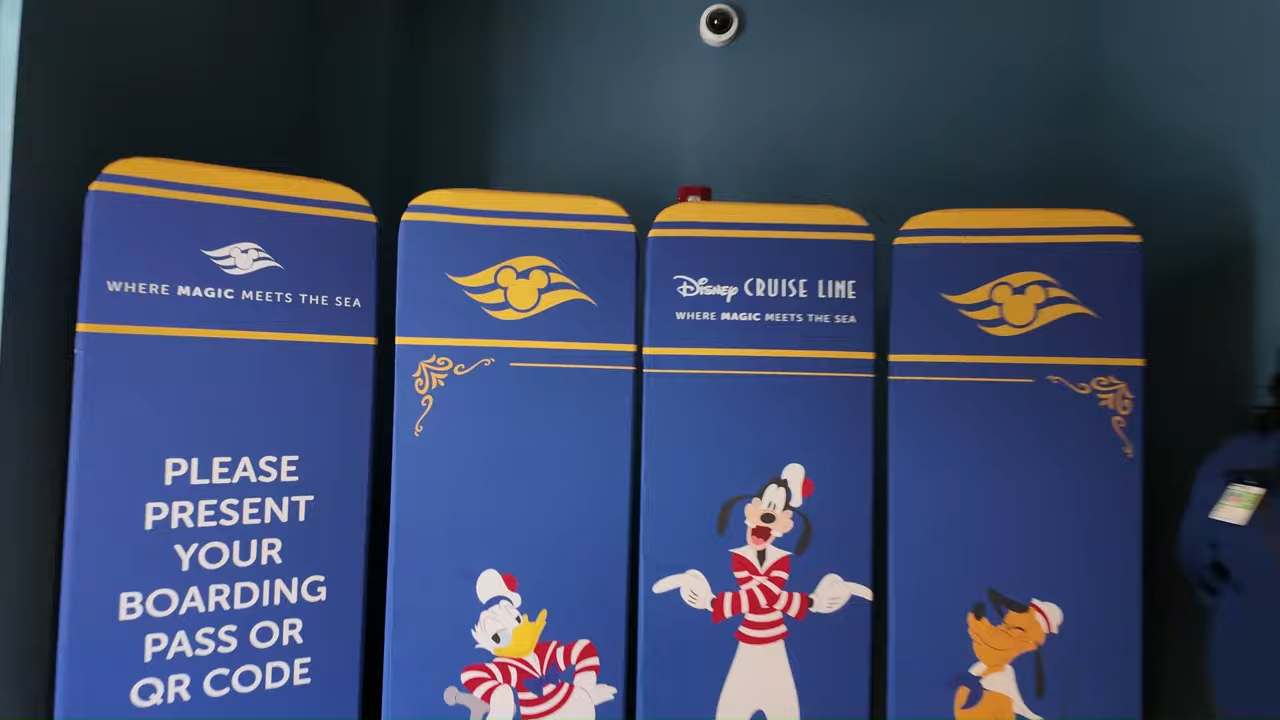 WHERE MAGIC MEETS THE SEA
PLEASE
PRESENT
YOUR
BOARDING
PASS OR
QR CODE
Disney CRUISE LINE
WHERE MAGIC MEETS THE SEA